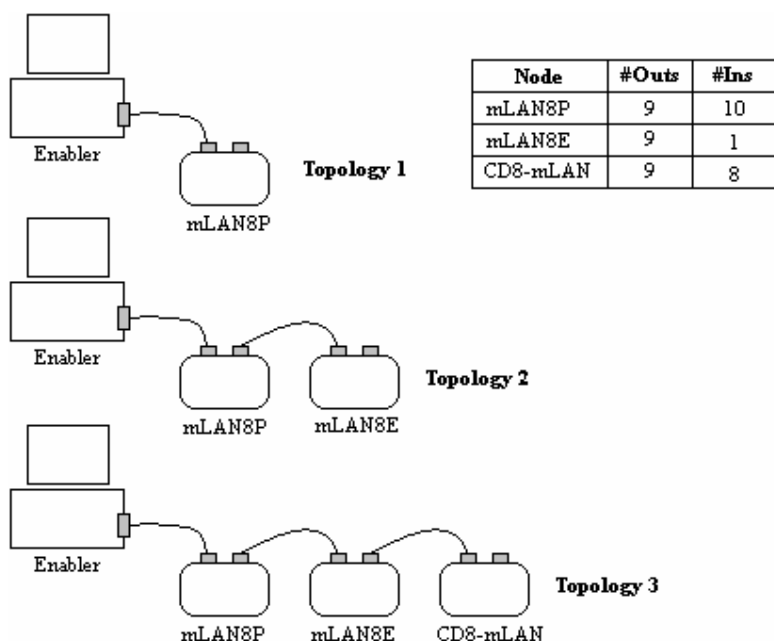 Enabler
mLAN8P
Topology 1
Node #Outs #Ins
mLAN8P 9 10
mLAN8E 9 1
CD8-mLAN 9 8
Enabler
mLAN8P
mLAN8E
Topology 2
Enabler
mLAN8P
mLAN8E
CD8-mLAN
Topology 3